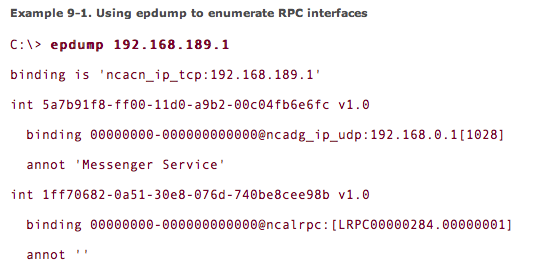 Example 9-1. Using epdump to enumerate RPC interfaces
C:\> epdump 192.168.189.1
binding is 'ncacn_ip_tcp:192.168.189.1'
int 5a7b91f8-ff00-11d0-a9b2-00c04fb6e6fc v1.0
binding 00000000-000000000000@ncadg_ip_udp:192.168.0.1[1028]
annot 'Messenger Service'
int 1ff70682-0a51-30e8-076d-740be8cee98b v1.0
binding 00000000-000000000000@ncalrpc:[LRPC00000284.00000001]
annot ''